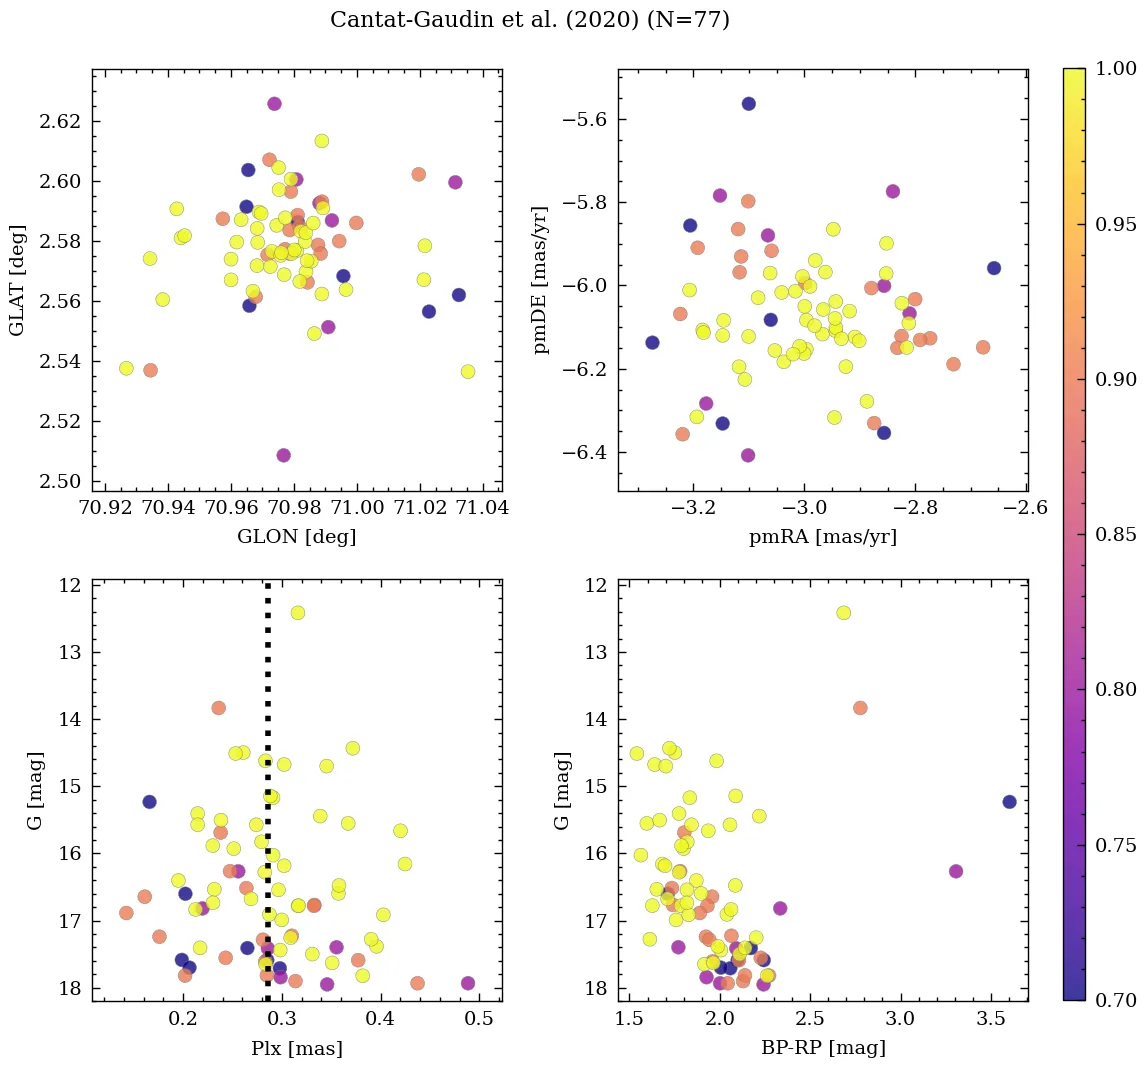 Cantat-Gaudin et al. (2020) (N=77)
2.62
2.60
2.58
2.56
2.54
2.52
2.50
GLAT [deg]
70.92 70.94 70.96 70.98 71.00 71.02 71.04
GLON [deg]
−5.6
−5.8
−6.0
−6.2
−6.4
pmDE [mas/yr]
−3.2 −3.0 −2.8 −2.6
pmRA [mas/yr]
12
13
14
15
16
17
18
G [mag]
0.2 0.3 0.4 0.5
Plx [mas]
12
13
14
15
16
17
18
G [mag]
1.5 2.0 2.5 3.0 3.5
BP-RP [mag]
1.00
0.95
0.90
0.85
0.80
0.75
0.70